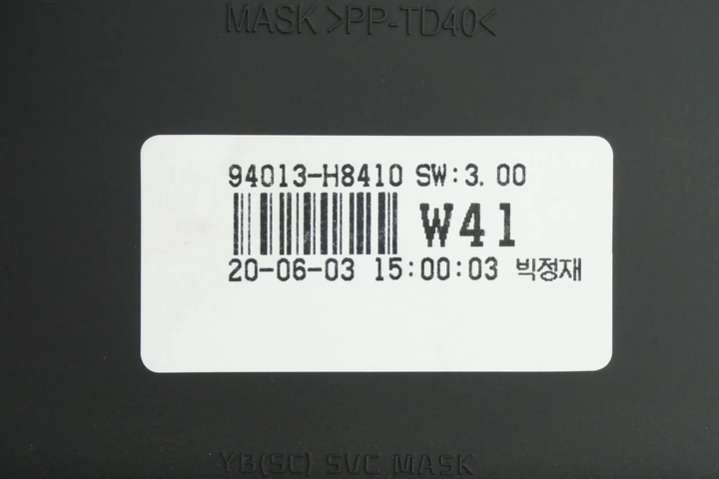 MASK >PP-TD40<
94013-H8410 SW:3.00
W41
20-06-03 15:00:03 빅정재
YB(SC) SVC MASK